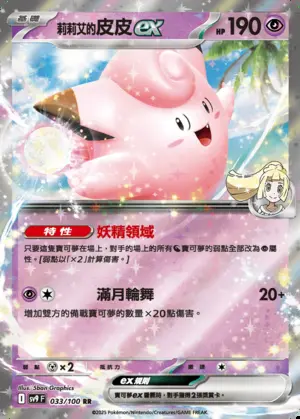 基礎 莉莉艾的皮皮ex HP 190
特性 妖精領域
只要這隻寶可夢在場上，對手的場上的所有寶可夢的弱點全部改為屬
性。[弱點以「×2」計算傷害。]
滿月輪舞 20+
增加雙方的備戰寶可夢的數量×20點傷害。
弱點 ×2 抵抗力 撤退
ex規則
寶可夢ex昏厥時，對手獲得2張獎賞卡。
Illus. 5ban Graphics
I sv9 F 033/100 RR
©2025 Pokémon/Nintendo/Creatures/GAME FREAK.